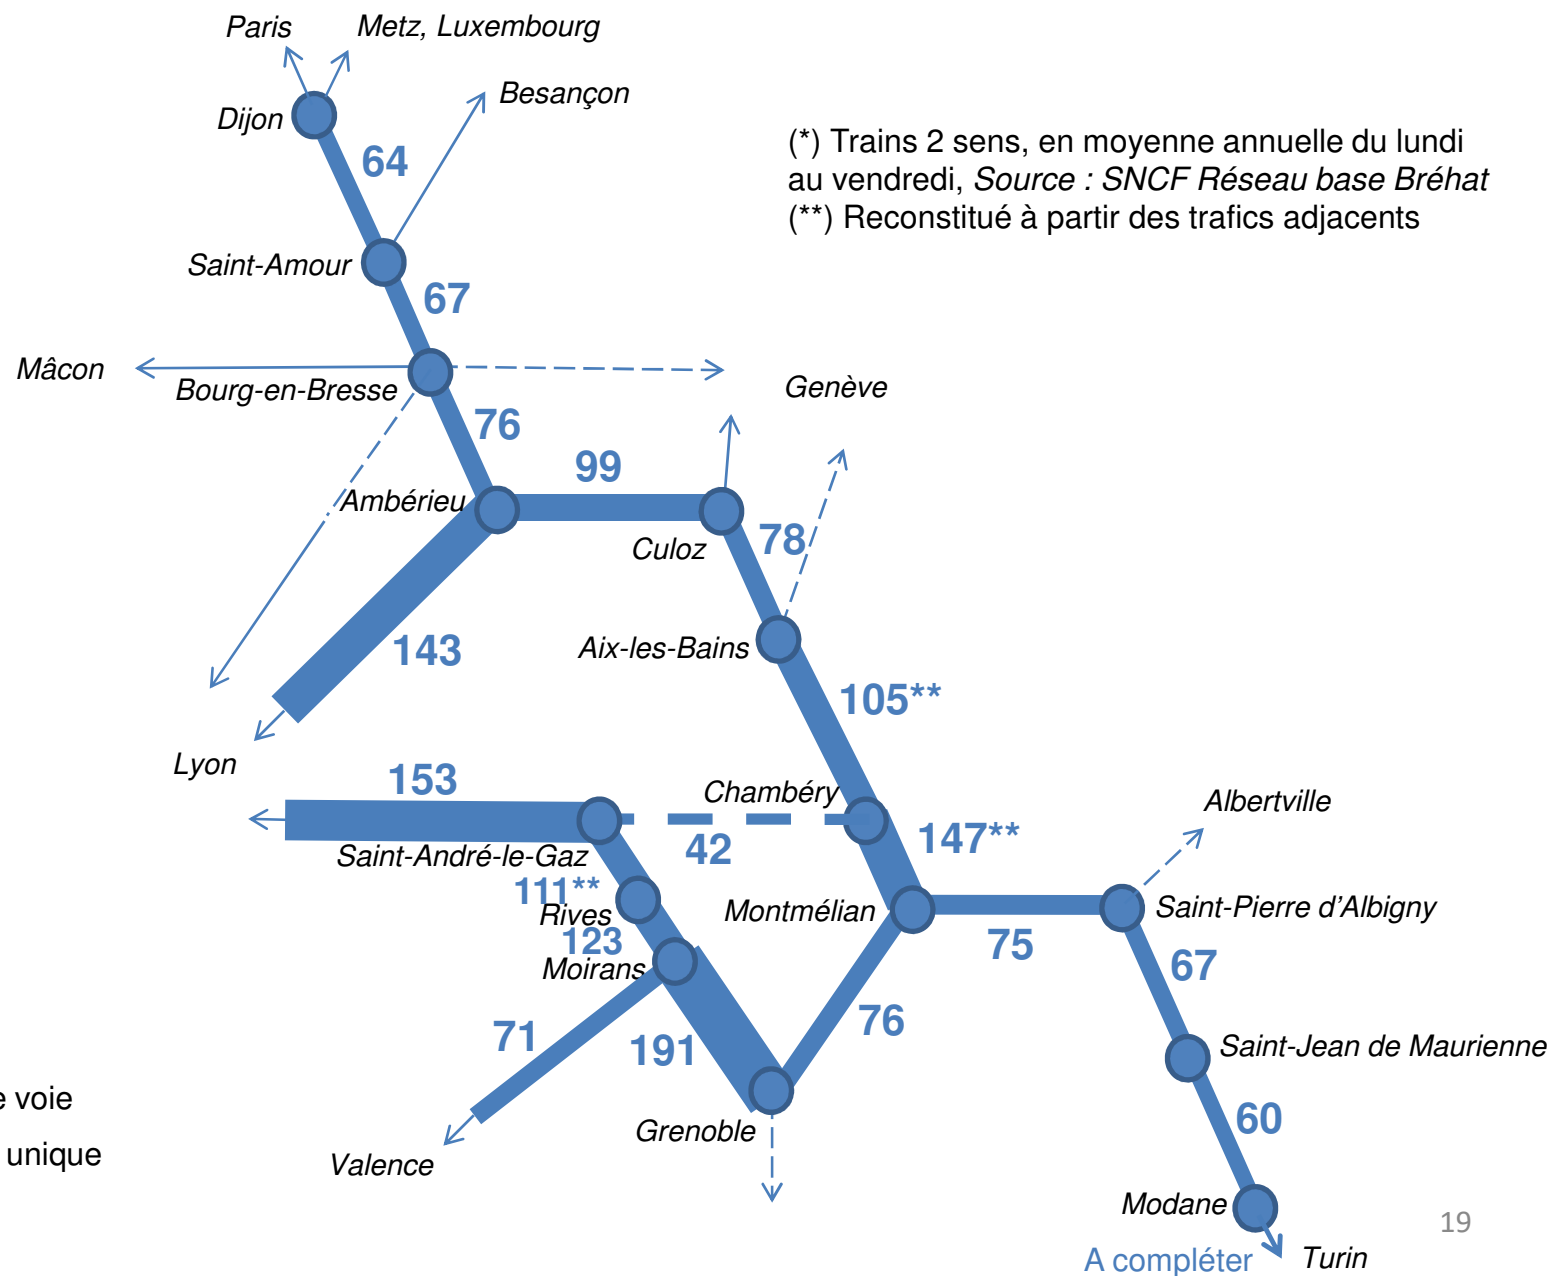 Paris
Metz, Luxembourg
Besançon
Dijon
(*) Trains 2 sens, en moyenne annuelle du lundi
au vendredi, Source : SNCF Réseau base Bréhat
(**) Reconstitué à partir des trafics adjacents
64
Saint-Amour
67
Mâcon
Bourg-en-Bresse
Genève
76
99
Ambérieu
78
Culoz
143
Aix-les-Bains
105**
Lyon
153
Chambéry
Albertville
147**
42
Saint-André-le-Gaz
111**
Rives
Montmélian
Saint-Pierre d'Albigny
123
75
Moirans
67
71
191
76
Saint-Jean de Maurienne
e voie
60
Grenoble
unique
Valence
Modane
19
A compléter
Turin